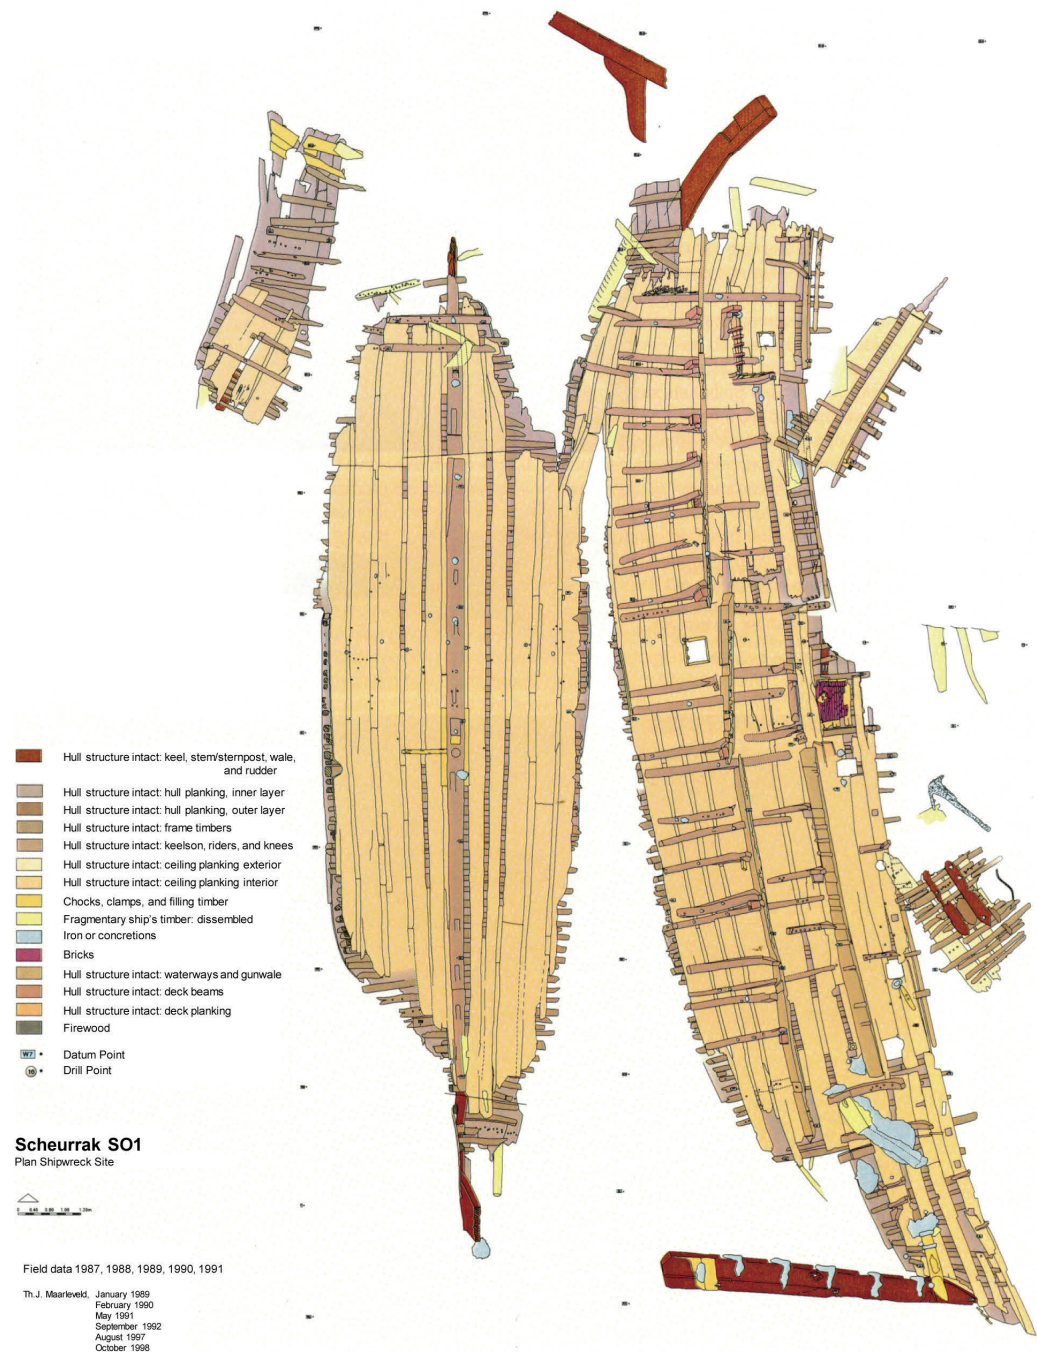 Hull structure intact: keel, stem/sternpost, wale,
and rudder
Hull structure intact: hull planking, inner layer
Hull structure intact: hull planking, outer layer
Hull structure intact: frame timbers
Hull structure intact: keelson, riders, and knees
Hull structure intact: ceiling planking exterior
Hull structure intact: ceiling planking interior
Chocks, clamps, and filling timber
Fragmentary ship's timber: dissembled
Iron or concretions
Bricks
Hull structure intact: waterways and gunwale
Hull structure intact: deck beams
Hull structure intact: deck planking
Firewood
W7 Datum Point
Drill Point
Scheurrak SO1
Plan Shipwreck Site
Field data 1987, 1988, 1989, 1990, 1991
Th.J. Maarleveld, January 1989
February 1990
May 1991
September 1992
August 1997
October 1998